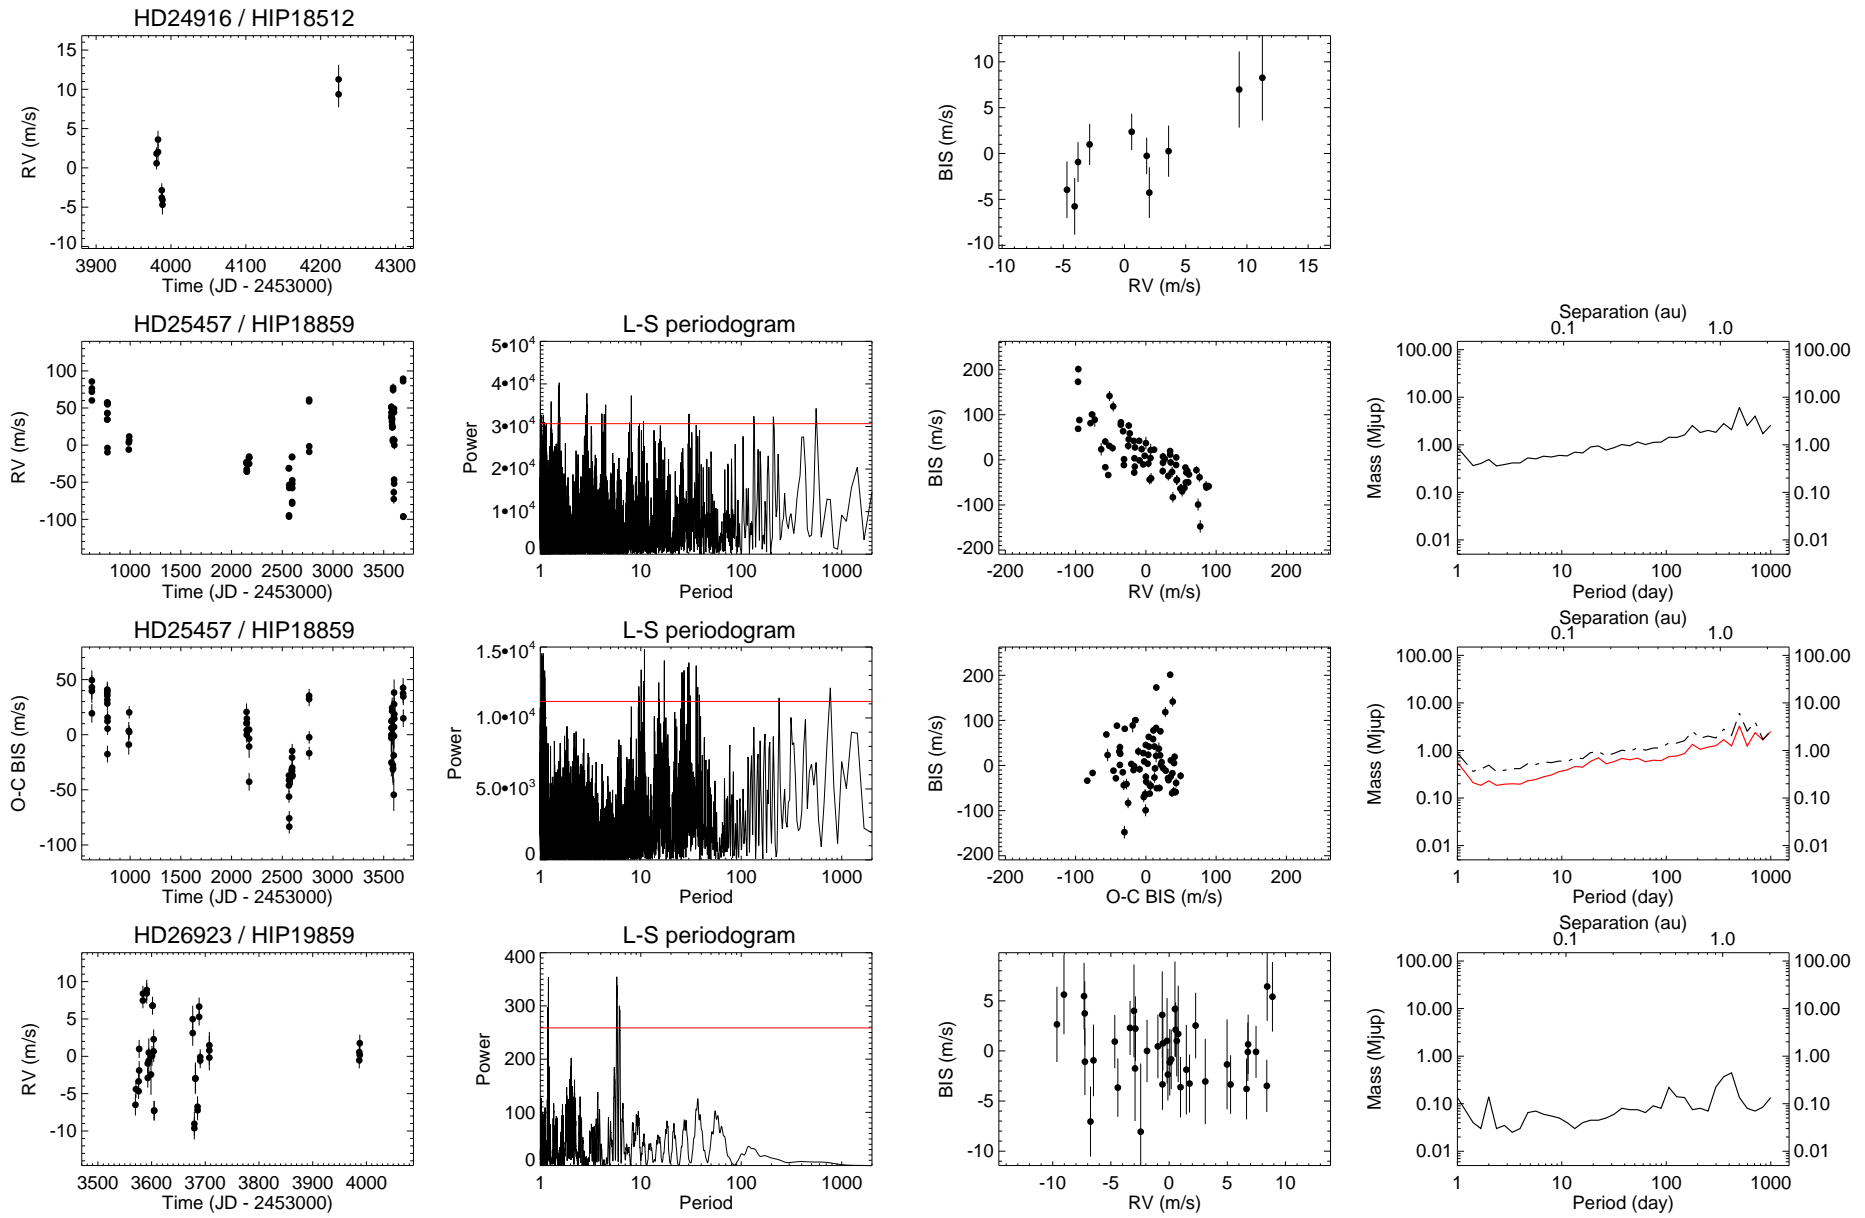 HD24916 / HIP18512
RV (m/s)
15
10
5
0
-5
-10
3900 4000 4100 4200 4300
Time (JD - 2453000)
BIS (m/s)
10
5
0
-5
-10
-10 -5 0 5 10 15
RV (m/s)
HD25457 / HIP18859
RV (m/s)
100
50
0
-50
-100
1000 1500 2000 2500 3000 3500
Time (JD - 2453000)
L-S periodogram
Power
5•10⁴
4•10⁴
3•10⁴
2•10⁴
1•10⁴
0
1 10 100 1000
Period
BIS (m/s)
200
100
0
-100
-200
-200 -100 0 100 200
RV (m/s)
Separation (au)
0.1 1.0
Mass (Mjup)
100.00 100.00
10.00 10.00
1.00 1.00
0.10 0.10
0.01 0.01
1 10 100 1000
Period (day)
HD25457 / HIP18859
O-C BIS (m/s)
50
0
-50
-100
1000 1500 2000 2500 3000 3500
Time (JD - 2453000)
L-S periodogram
Power
1.5•10⁴
1.0•10⁴
5.0•10³
0
1 10 100 1000
Period
BIS (m/s)
200
100
0
-100
-200
-200 -100 0 100 200
O-C BIS (m/s)
Separation (au)
0.1 1.0
Mass (Mjup)
100.00 100.00
10.00 10.00
1.00 1.00
0.10 0.10
0.01 0.01
1 10 100 1000
Period (day)
HD26923 / HIP19859
RV (m/s)
10
5
0
-5
-10
3500 3600 3700 3800 3900 4000
Time (JD - 2453000)
L-S periodogram
Power
400
300
200
100
0
1 10 100 1000
Period
BIS (m/s)
5
0
-5
-10
-10 -5 0 5 10
RV (m/s)
Separation (au)
0.1 1.0
Mass (Mjup)
100.00 100.00
10.00 10.00
1.00 1.00
0.10 0.10
0.01 0.01
1 10 100 1000
Period (day)